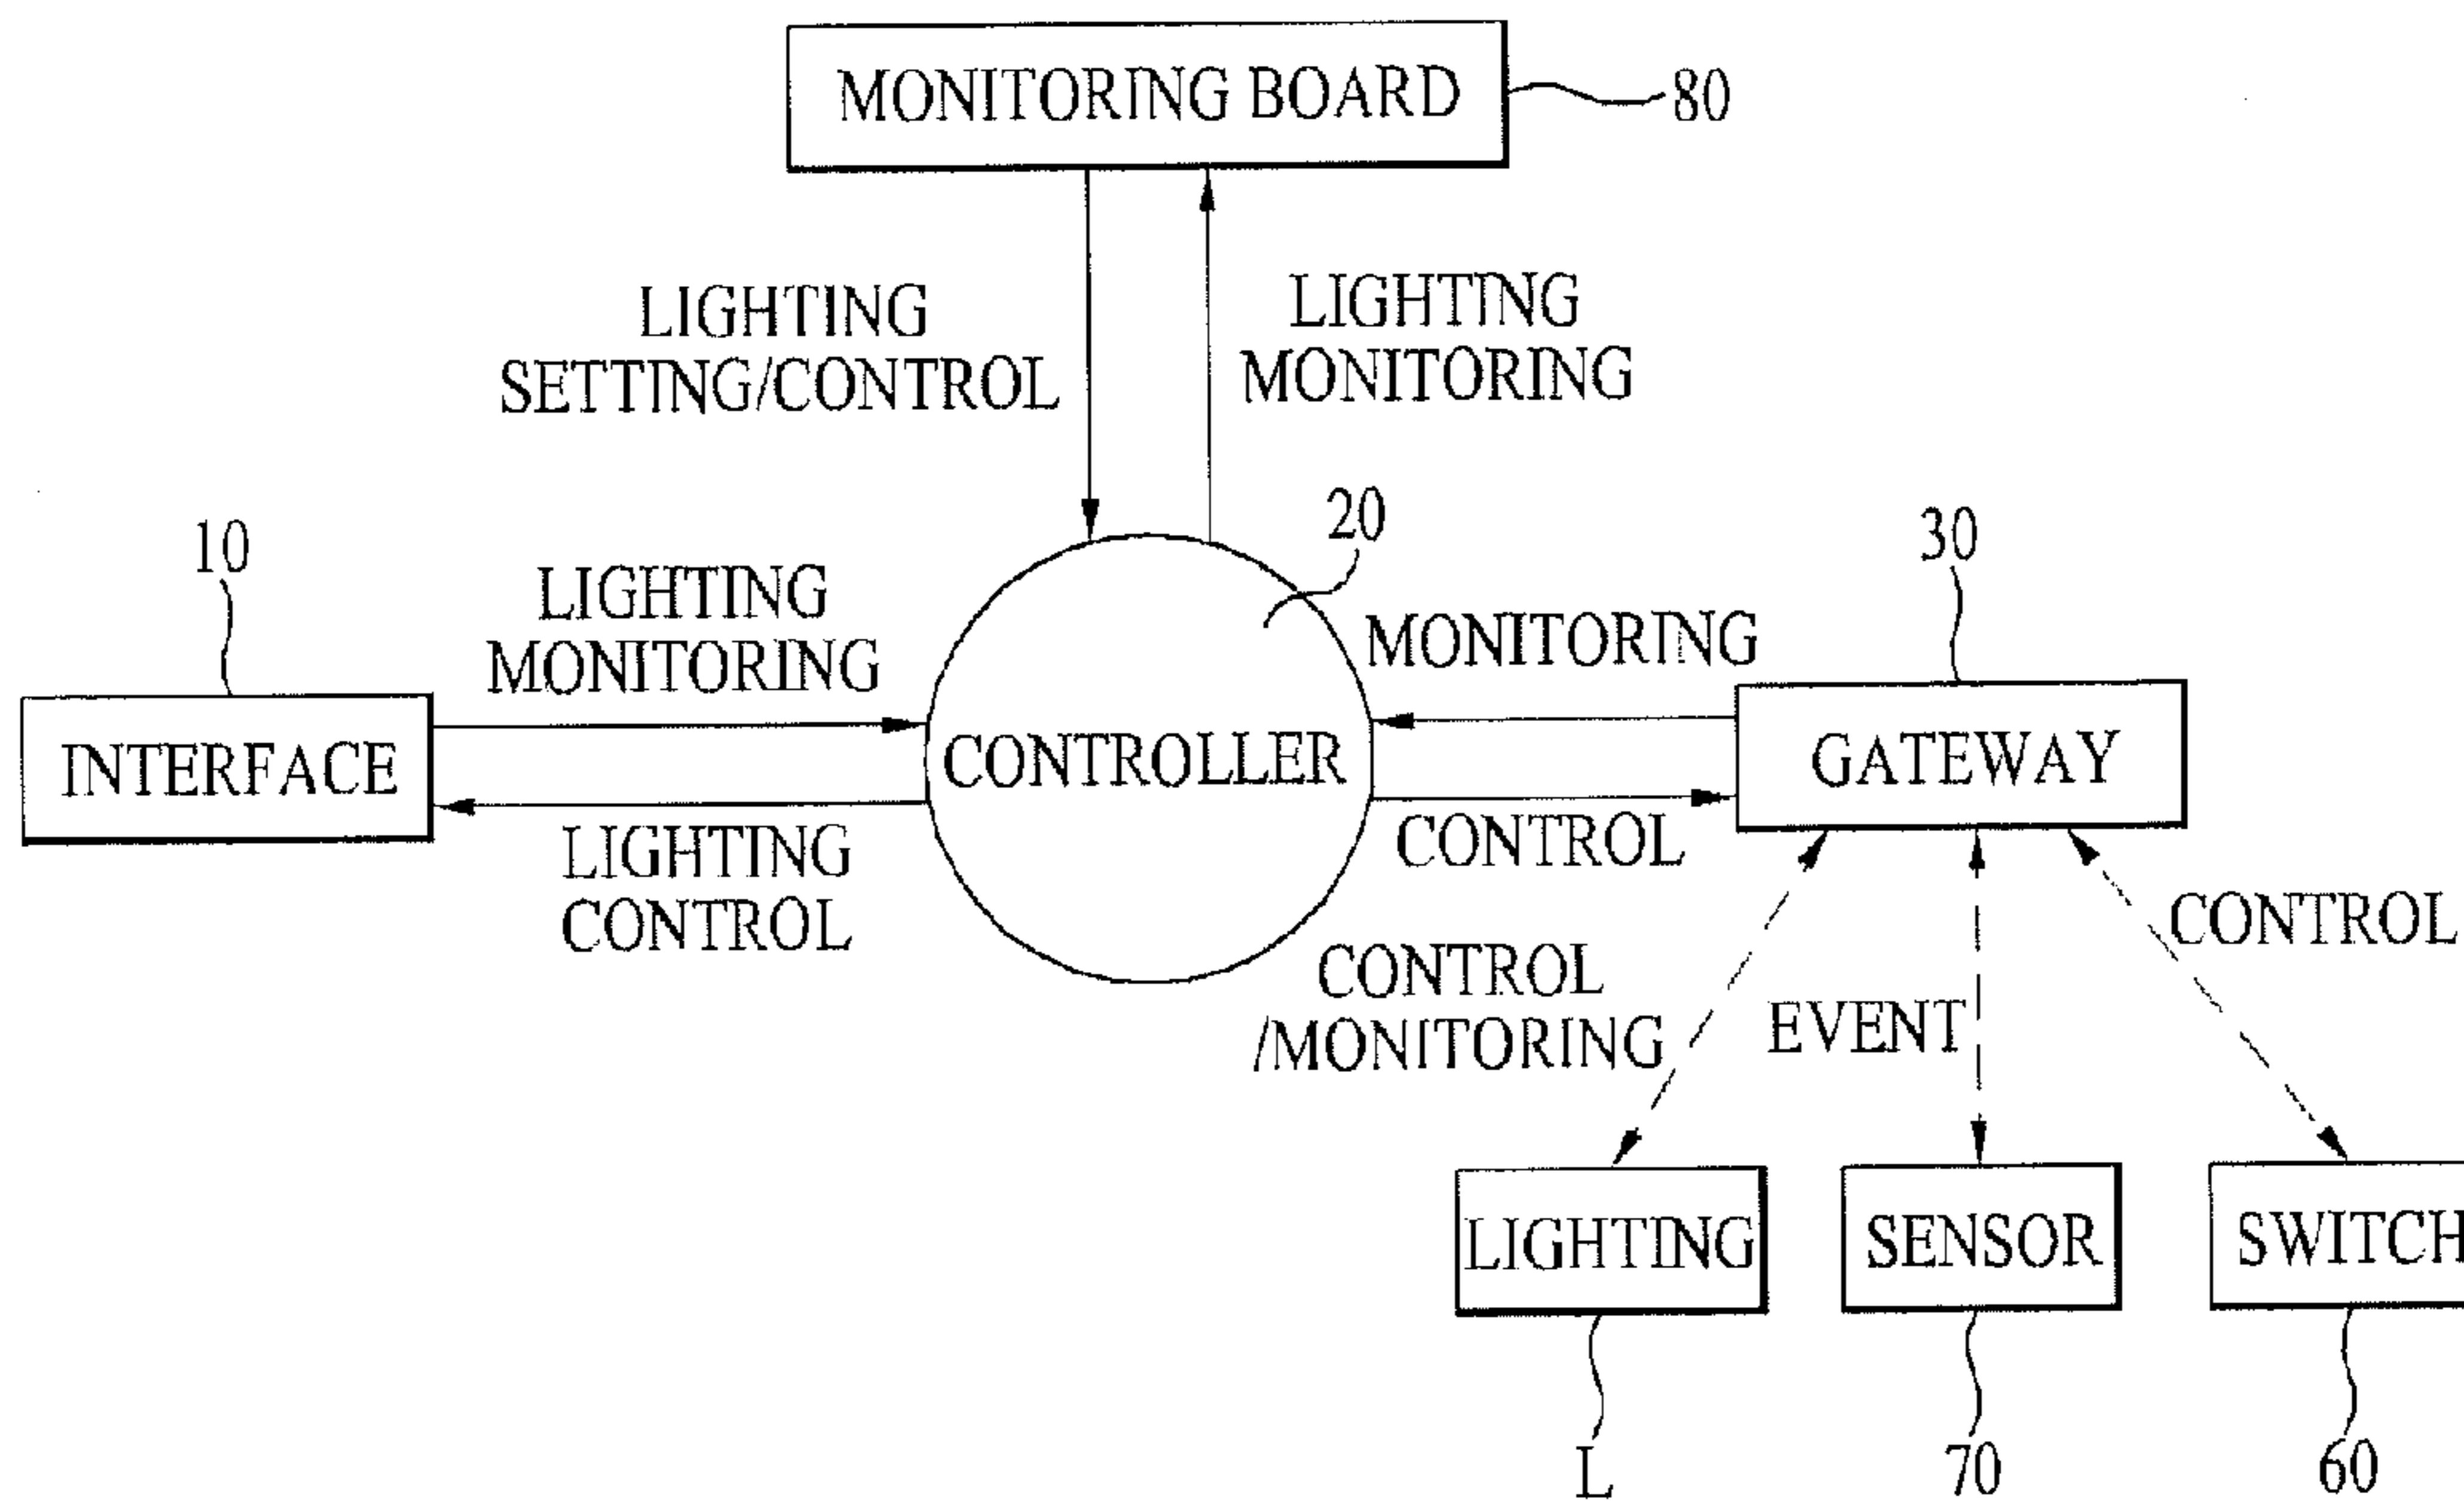 MONITORING BOARD
80
LIGHTING
SETTING/CONTROL
LIGHTING
MONITORING
10
20
30
LIGHTING
MONITORING
MONITORING
INTERFACE
CONTROLLER
GATEWAY
LIGHTING
CONTROL
CONTROL
CONTROL
/MONITORING
EVENT
CONTROL
LIGHTING
SENSOR
SWITCH
L
70
60